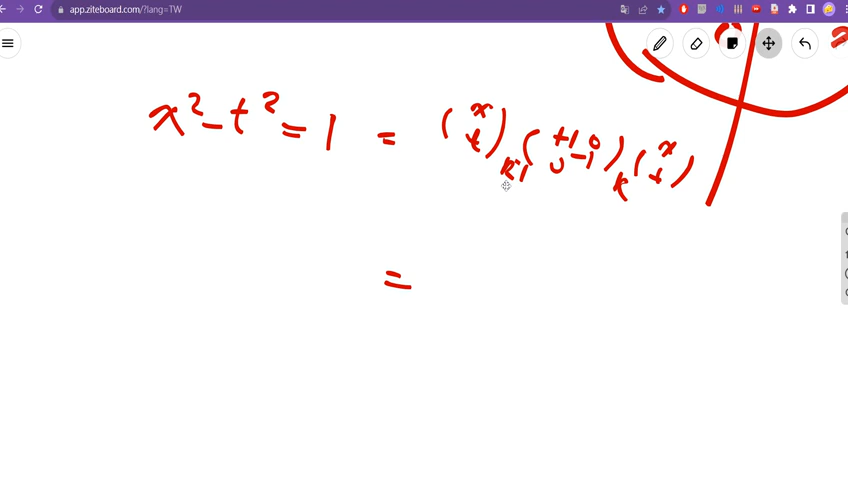 app.ziteboard.com/?lang=TW
x² - t² = 1 = (x t) (+1 0 0 -1) (x t)
=